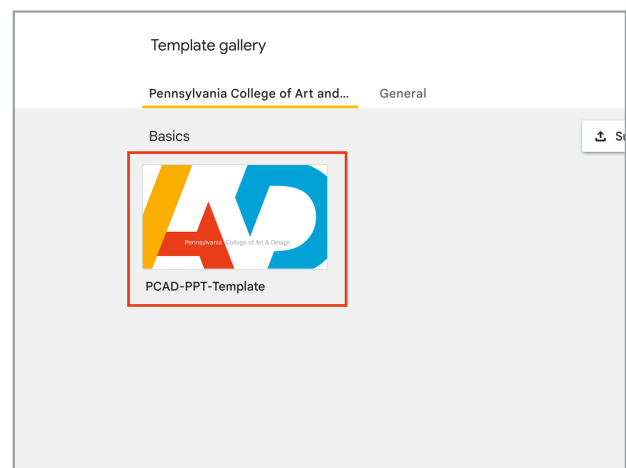 Template gallery
Pennsylvania College of Art and...
General
Basics
Pennsylvania College of Art & Design
PCAD-PPT-Template